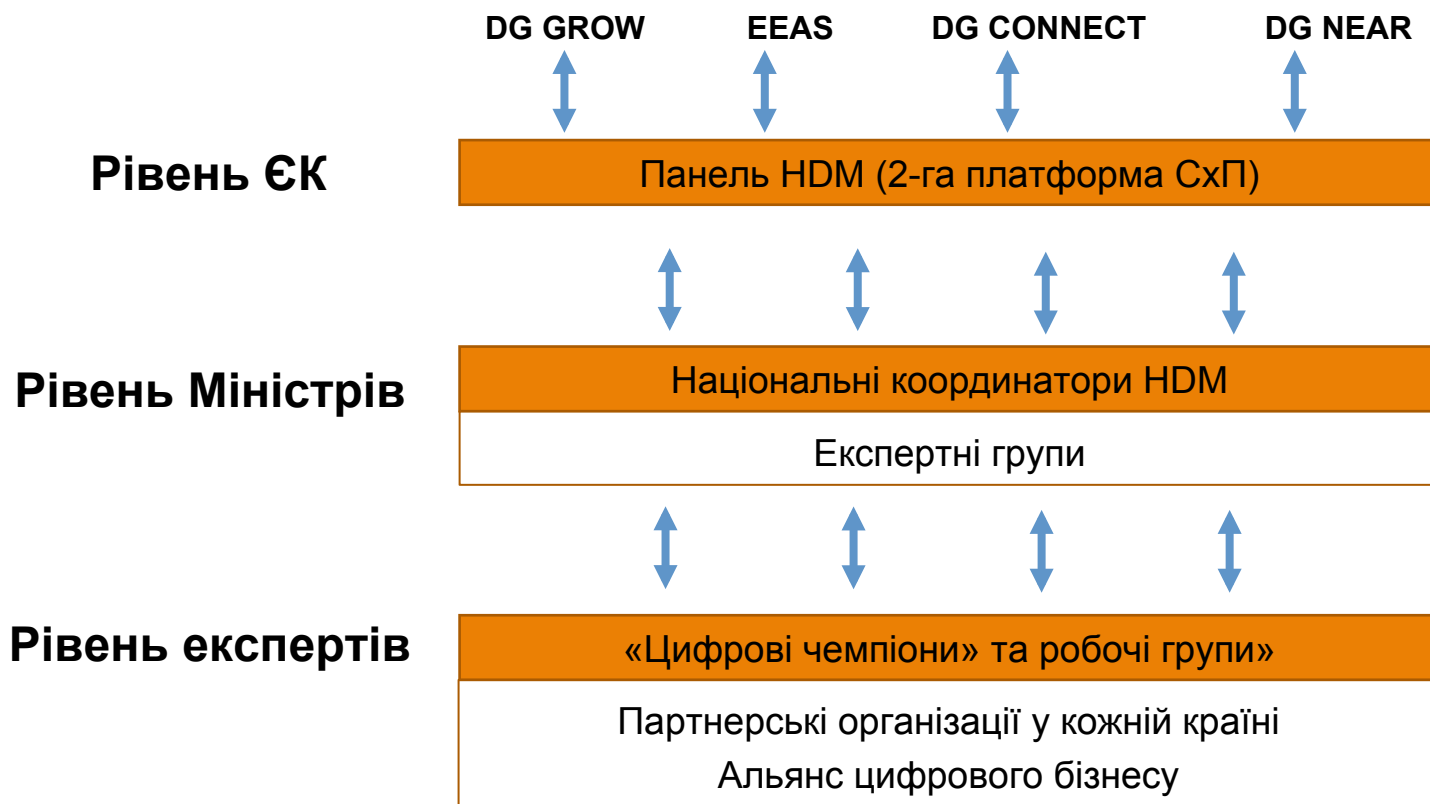 DG GROW EEAS DG CONNECT DG NEAR
Рівень ЄК
Панель HDM (2-га платформа СхП)
Рівень Міністрів
Національні координатори HDM
Експертні групи
Рівень експертів
«Цифрові чемпіони» та робочі групи»
Партнерські організації у кожній країні
Альянс цифрового бізнесу